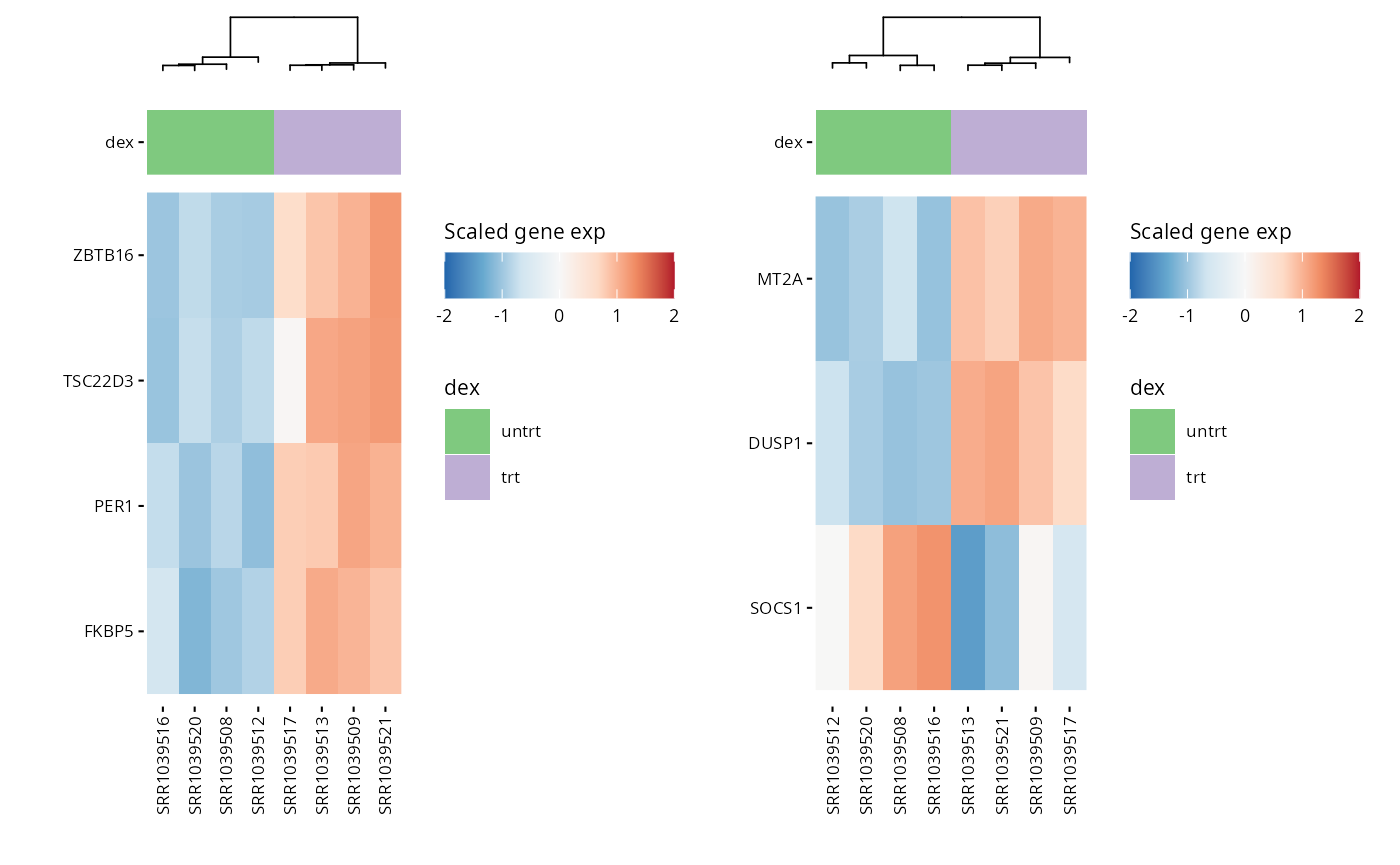 dex
ZBTB16
TSC22D3
PER1
FKBP5
SRR1039516
SRR1039520
SRR1039508
SRR1039512
SRR1039517
SRR1039513
SRR1039509
SRR1039521
Scaled gene exp
-2 -1 0 1 2
dex
untrt
trt
dex
MT2A
DUSP1
SOCS1
SRR1039512
SRR1039520
SRR1039508
SRR1039516
SRR1039513
SRR1039521
SRR1039509
SRR1039517
Scaled gene exp
-2 -1 0 1 2
dex
untrt
trt